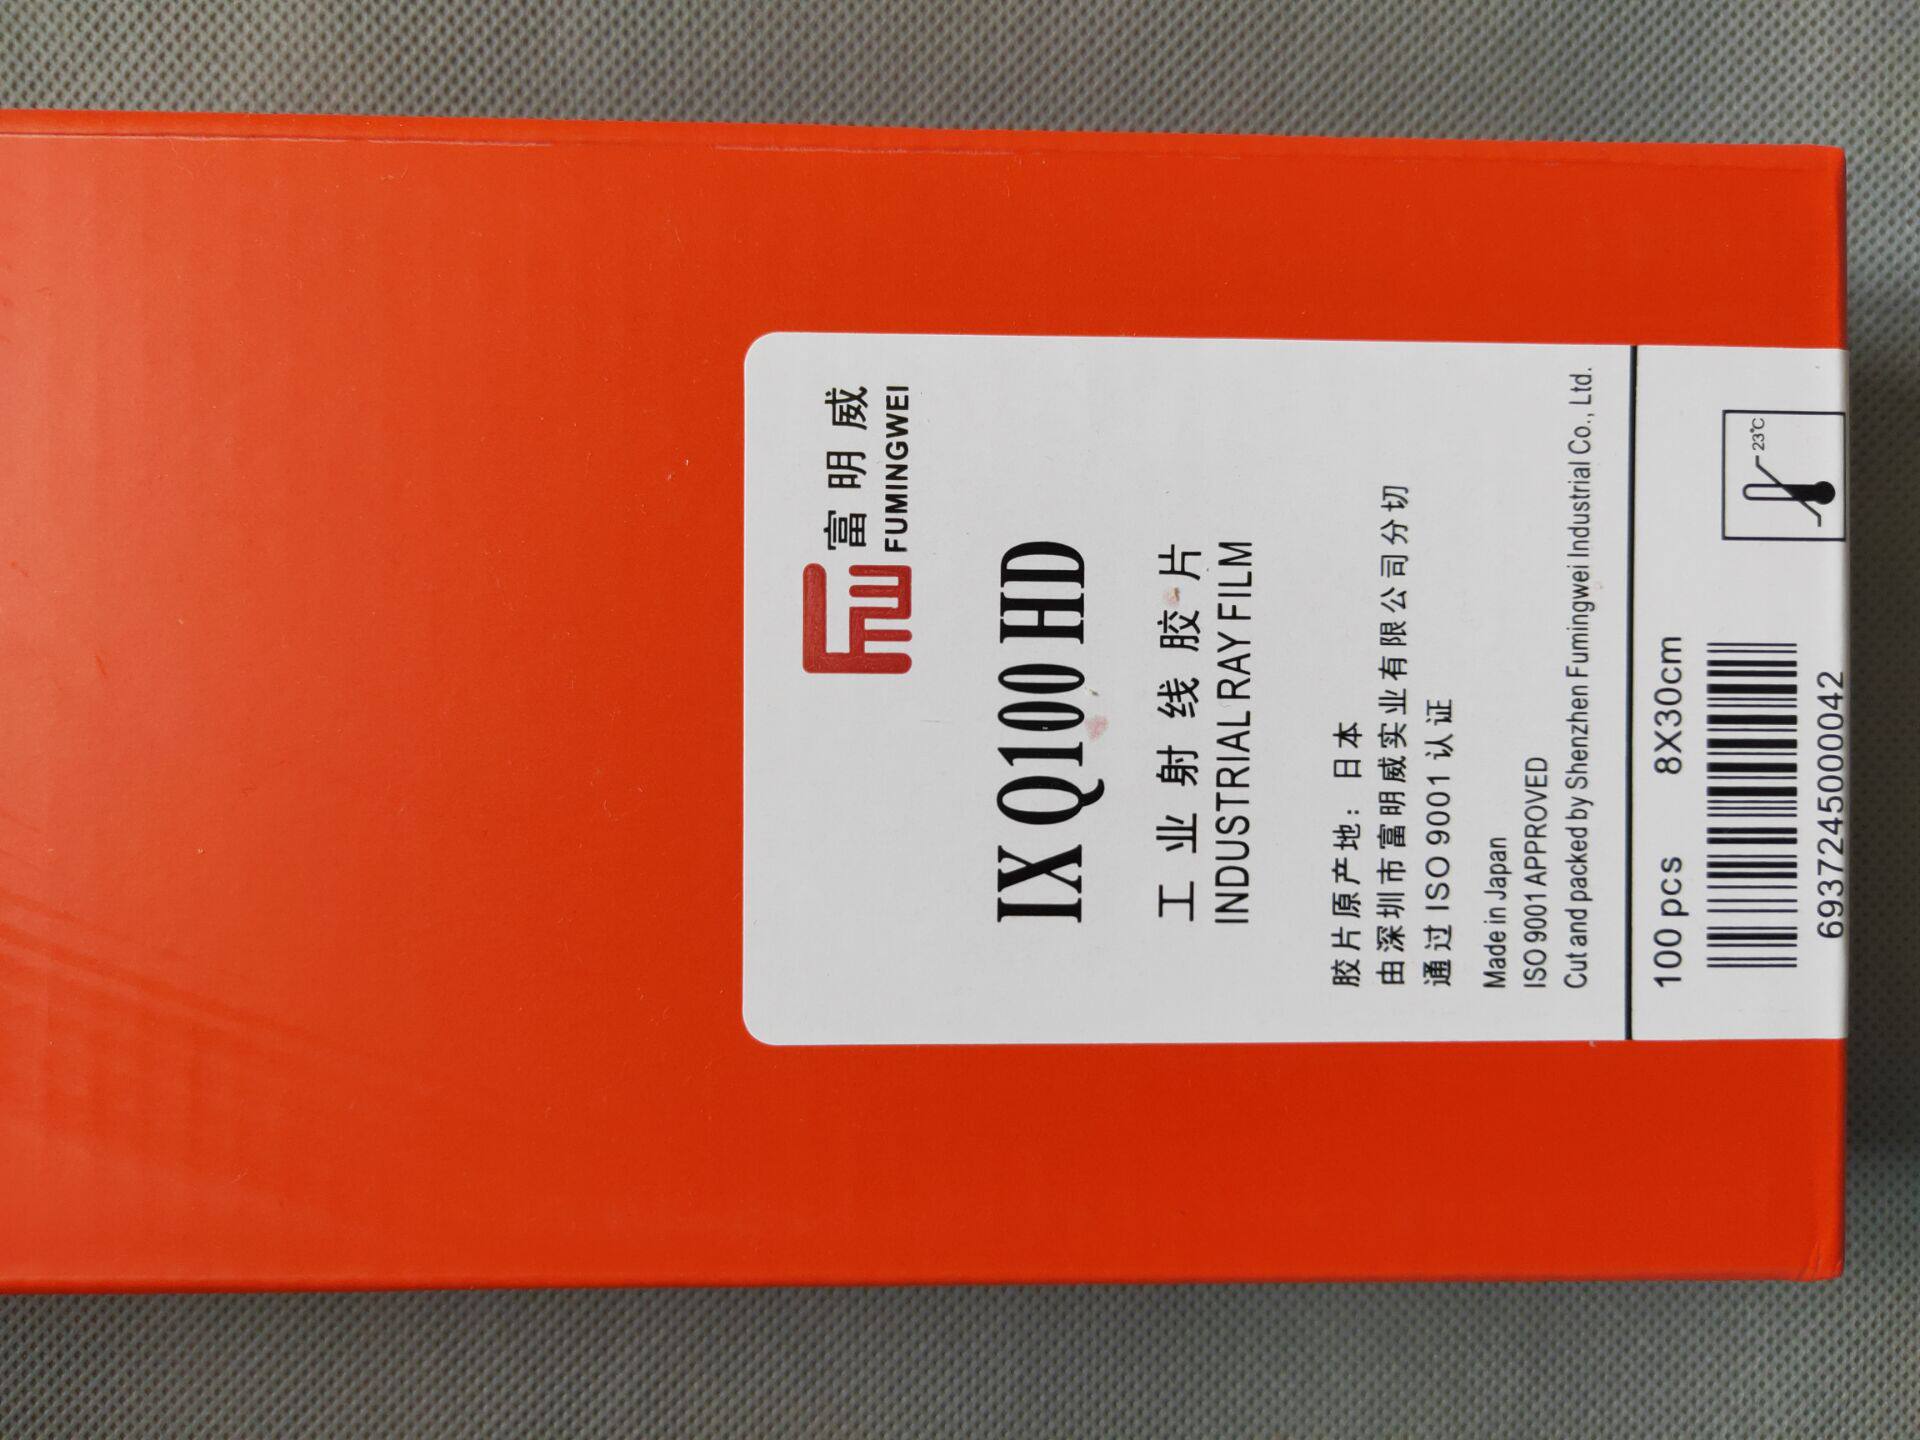 富明威
FUMINGWEI
IX Q100 HD
工业射线胶片
INDUSTRIAL RAY FILM
胶片原产地：日本
由深圳市富明威实业有限公司分切
通过 ISO 9001 认证
Made in Japan
ISO 9001 APPROVED
Cut and packed by Shenzhen Fumingwei Industrial Co., Ltd.
100 pcs 8X30cm
23℃
6937245000042